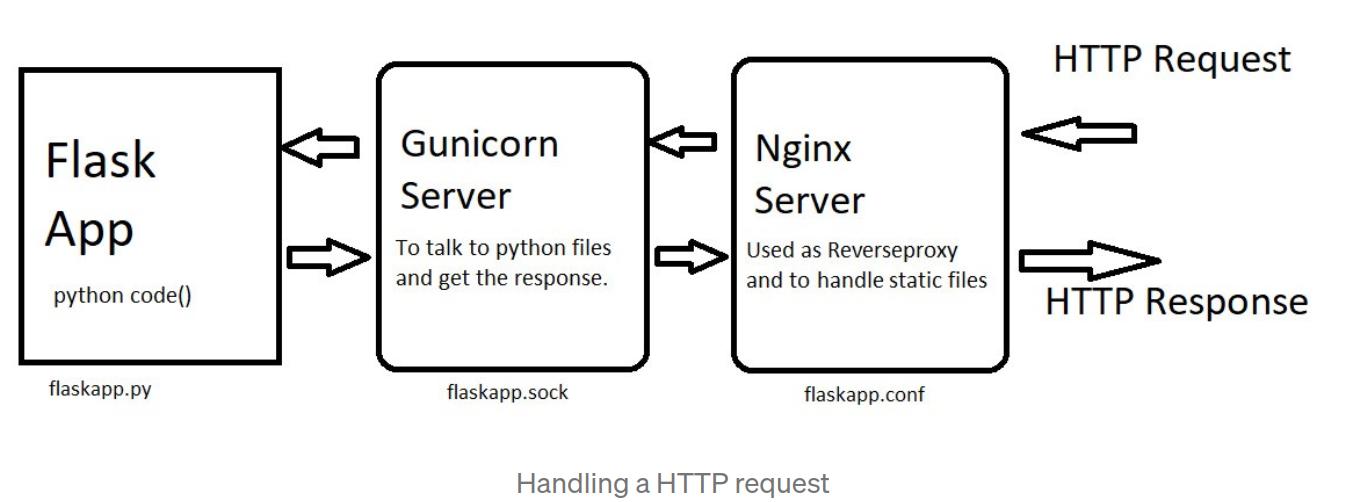 HTTP Request
Flask
App
python code()
flaskapp.py
Gunicorn
Server
To talk to python files
and get the response.
flaskapp.sock
Nginx
Server
Used as Reverseproxy
and to handle static files
flaskapp.conf
HTTP Response
Handling a HTTP request